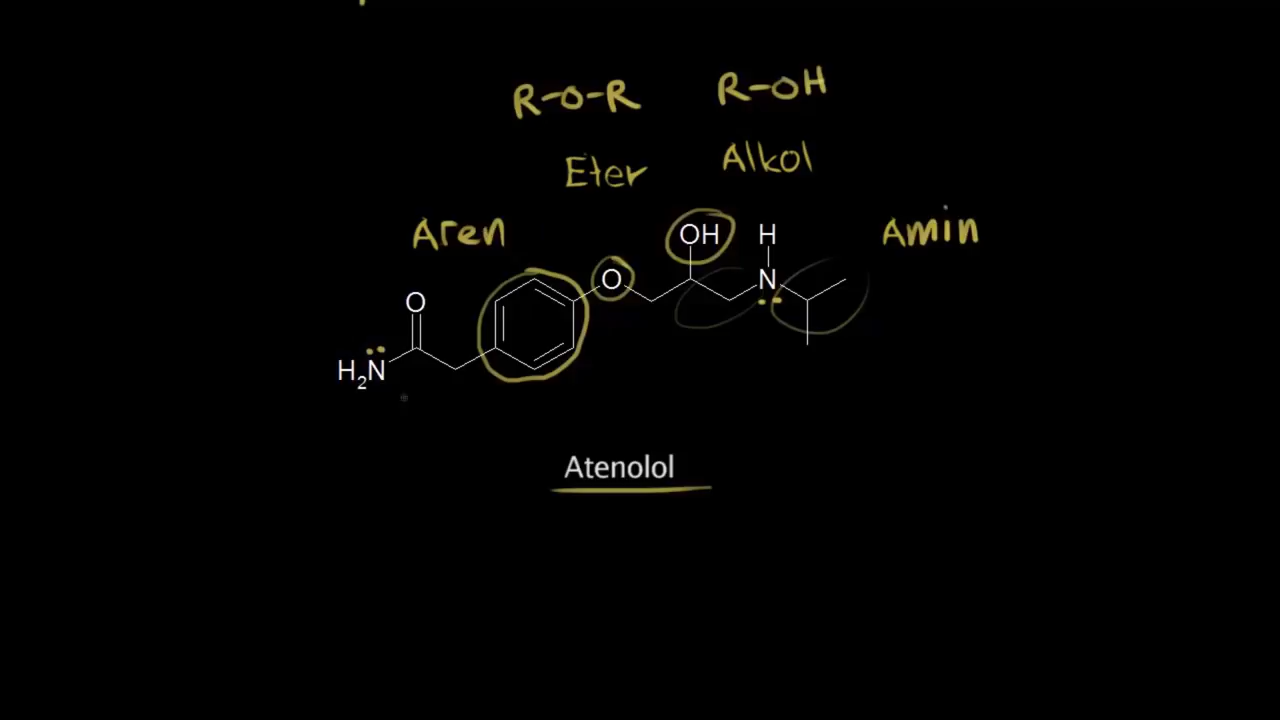 R-O-R
R-OH
Eter
Alkol
Aren
Amin
OH
H
O
N
O
H₂N
Atenolol